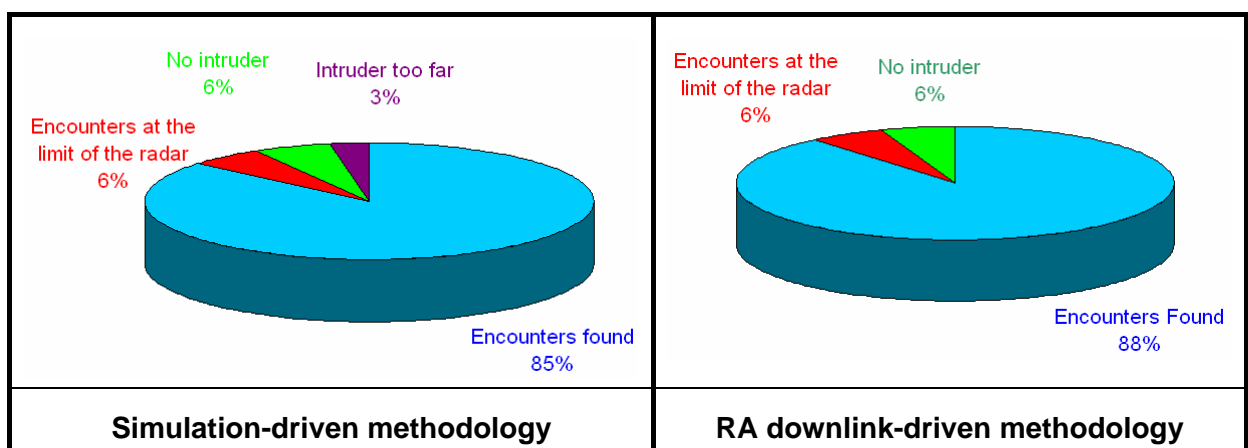 No intruder
6%
Intruder too far
3%
Encounters at the
limit of the radar
6%
Encounters found
85%
Simulation-driven methodology
Encounters at the
limit of the radar
6%
No intruder
6%
Encounters Found
88%
RA downlink-driven methodology